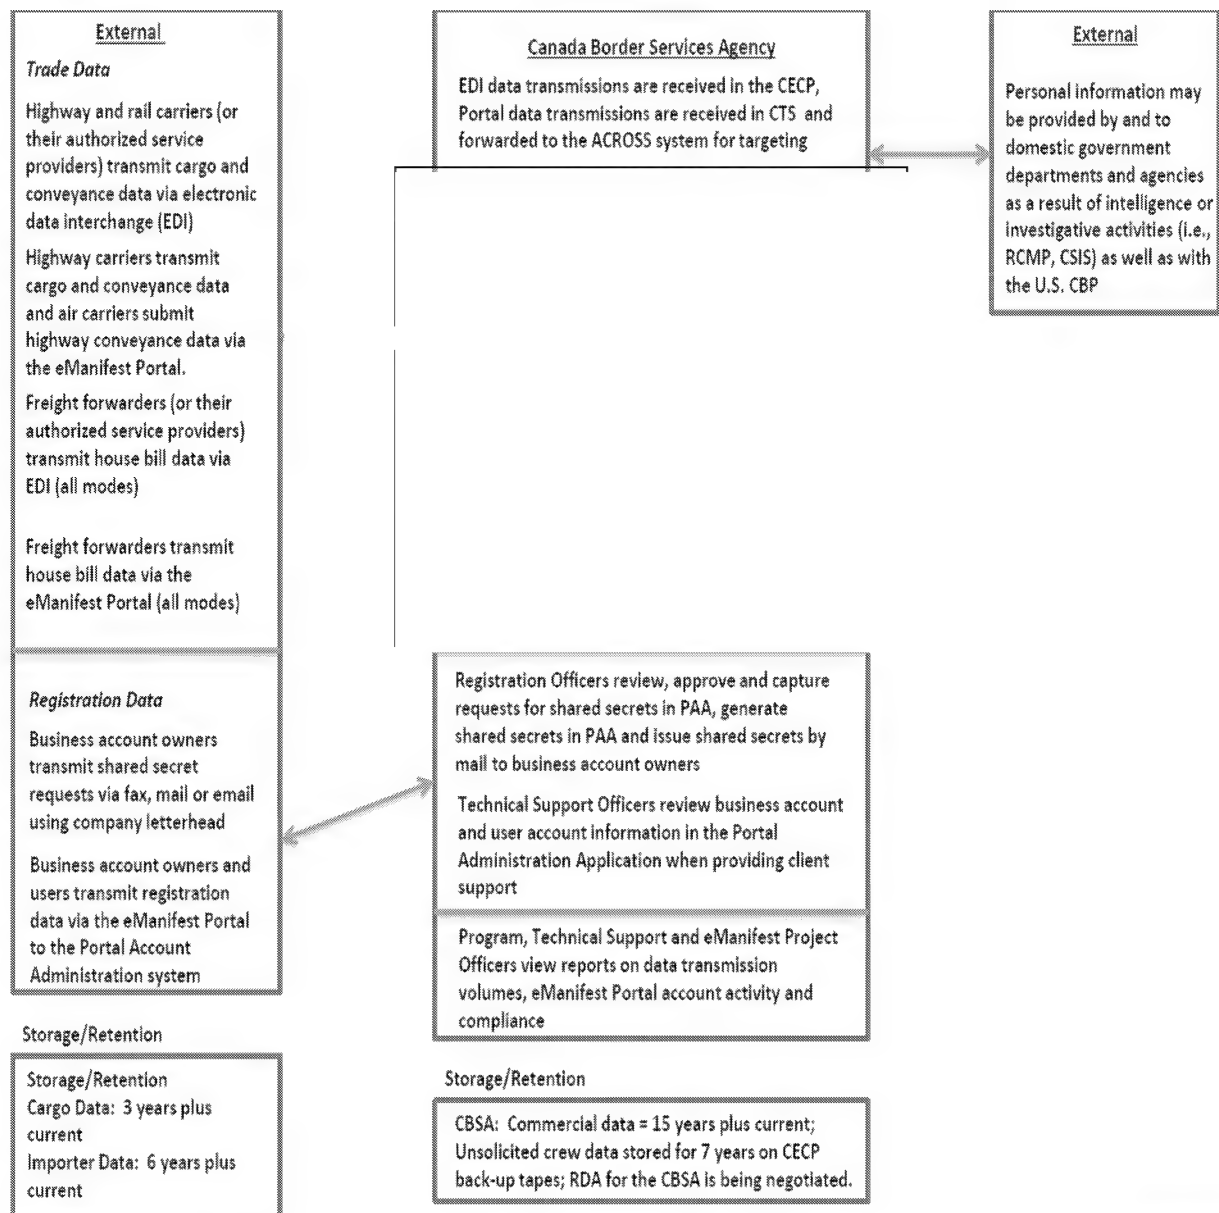 External
Trade Data
Highway and rail carriers (or
their authorized service
providers) transmit cargo and
conveyance data via electronic
data interchange (EDI)
Highway carriers transmit
cargo and conveyance data
and air carriers submit
highway conveyance data via
the eManifest Portal.
Freight forwarders (or their
authorized service providers)
transmit house bill data via
EDI (all modes)
Freight forwarders transmit
house bill data via the
eManifest Portal (all modes)
Registration Data
Business account owners
transmit shared secret
requests via fax, mail or email
using company letterhead
Business account owners and
users transmit registration
data via the eManifest Portal
to the Portal Account
Administration system
Storage/Retention
Storage/Retention
Cargo Data: 3 years plus
current
Importer Data: 6 years plus
current
Canada Border Services Agency
EDI data transmissions are received in the CECP,
Portal data transmissions are received in CTS and
forwarded to the ACROSS system for targeting
Registration Officers review, approve and capture
requests for shared secrets in PAA, generate
shared secrets in PAA and issue shared secrets by
mail to business account owners
Technical Support Officers review business account
and user account information in the Portal
Administration Application when providing client
support
Program, Technical Support and eManifest Project
Officers view reports on data transmission
volumes, eManifest Portal account activity and
compliance
Storage/Retention
CBSA: Commercial data = 15 years plus current;
Unsolicited crew data stored for 7 years on CECP
back-up tapes; RDA for the CBSA is being negotiated.
External
Personal information may
be provided by and to
domestic government
departments and agencies
as a result of intelligence or
investigative activities (i.e.,
RCMP, CSIS) as well as with
the U.S. CBP